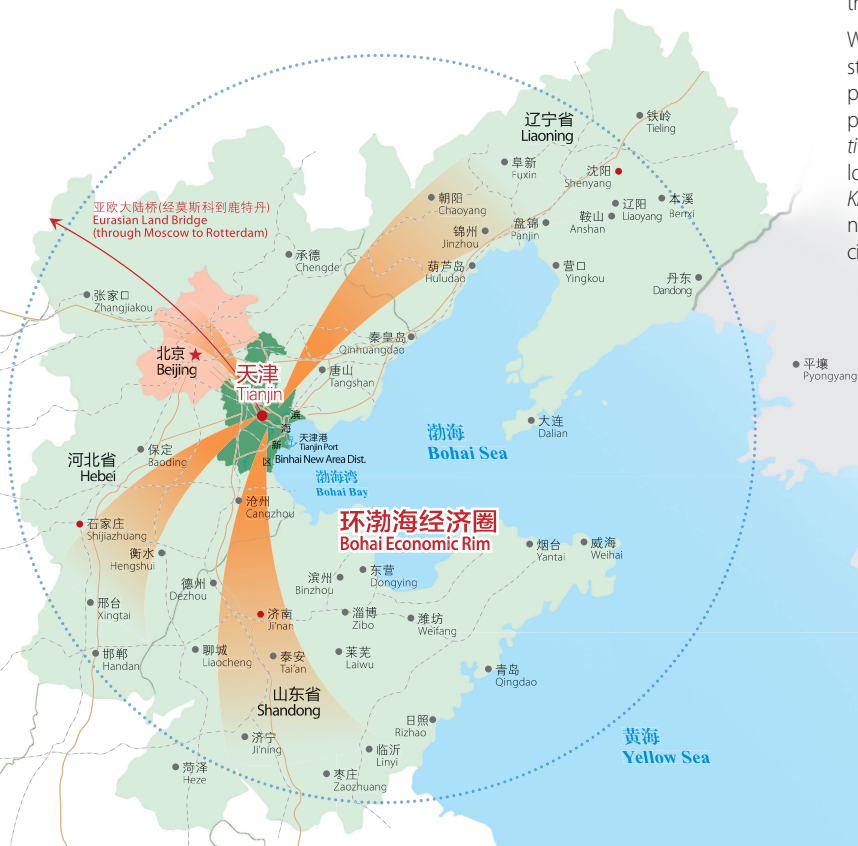 th
W
st
p
p
ti
lo
K
n
ci
辽宁省
Liaoning
铁岭
Tieling
阜新
Fuxin
沈阳
Shenyang
朝阳
Chaoyang
辽阳
Liaoyang
本溪
Benxi
鞍山
Anshan
盘锦
Panjin
锦州
Jinzhou
亚欧大陆桥(经莫斯科到鹿特丹)
Eurasian Land Bridge
(through Moscow to Rotterdam)
承德
Chengde
葫芦岛
Huludao
营口
Yingkou
丹东
Dandong
张家口
Zhangjiakou
秦皇岛
Qinhuangdao
北京
Beijing
天津
Tianjin
唐山
Tangshan
平壤
Pyongyang
滨
海
新
区
天津港
Tianjin Port
Binhai New Area Dist.
大连
Dalian
渤海
Bohai Sea
保定
Baoding
河北省
Hebei
渤海湾
Bohai Bay
沧州
Cangzhou
环渤海经济圈
Bohai Economic Rim
石家庄
Shijiazhuang
衡水
Hengshui
烟台
Yantai
威海
Weihai
德州
Dezhou
滨州
Binzhou
东营
Dongying
邢台
Xingtai
济南
Ji'nan
淄博
Zibo
潍坊
Weifang
邯郸
Handan
聊城
Liaocheng
泰安
Tai'an
莱芜
Laiwu
青岛
Qingdao
山东省
Shandong
日照
Rizhao
济宁
Ji'ning
临沂
Linyi
黄海
Yellow Sea
菏泽
Heze
枣庄
Zaozhuang